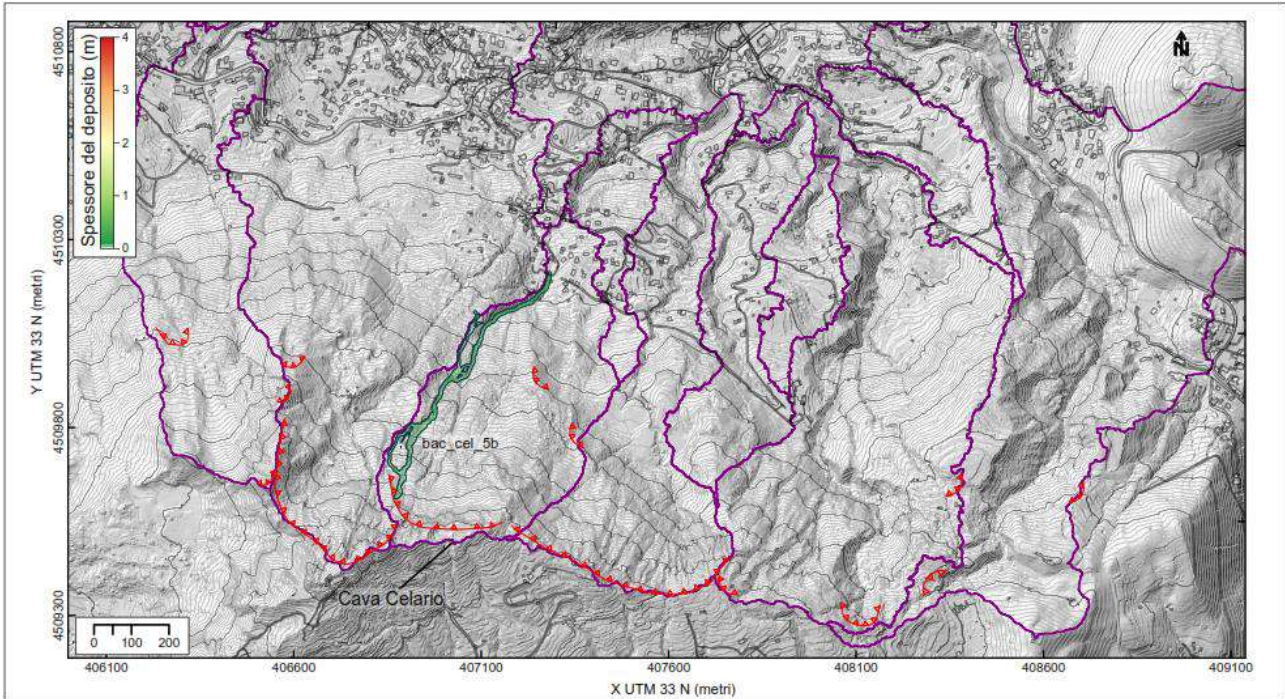 Spessore del deposito (m)
4
3
2
1
0
N
4510800
4510300
4509800
4509300
Y UTM 33 N (metri)
bac_cel_5b
Cava Celario
0 100 200
406100 406600 407100 407600 408100 408600 409100
X UTM 33 N (metri)